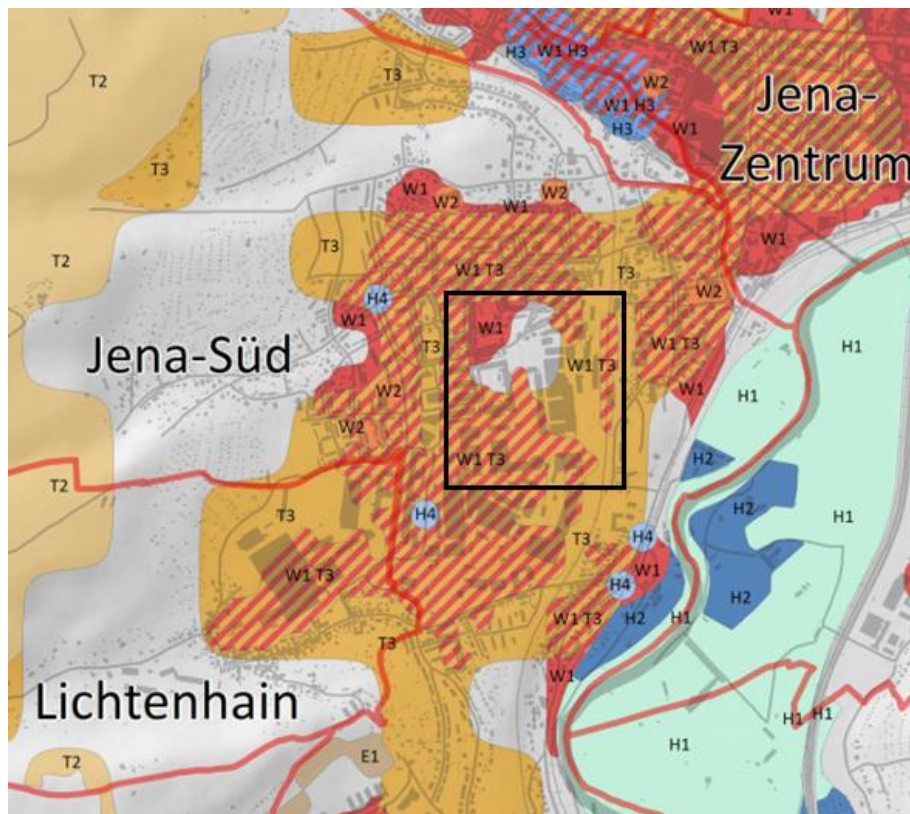 W1
T2
T3
H3
W1 H3
W1 T3
W2
Jena-
Zentrum
W1 H3
H3
W1
T3
W1
W2
W1
W2
T2
T3
W1 T3
T3
W1
H4
W2
W1
W1
T3
H1
Jena-Süd
W1 T3
W1 T3
W2
W1
H1
W2
W1 T3
H2
T2
T3
H4
H2
H1
T3
H4
W1 T3
W1
H4
H2
W1 T3
H2
H1
T3
W1
Lichtenhain
H1
H1
H1
T2
E1